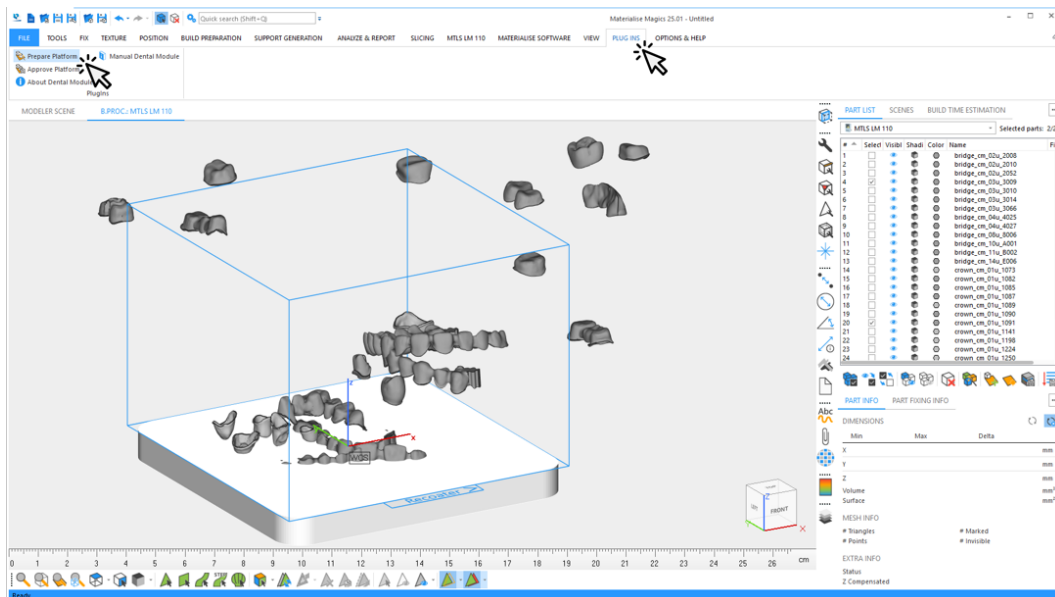 Quick search (Shift+Q)
Materialise Magics 25.01 - Untitled
FILE TOOLS FIX TEXTURE POSITION BUILD PREPARATION SUPPORT GENERATION ANALYZE & REPORT SLICING MTLS LM 110 MATERIALISE SOFTWARE VIEW PLUG INS OPTIONS & HELP
Prepare Platform Manual Dental Module
Approve Platform
About Dental Module
Plugins
MODELER SCENE B.PROC.: MTLS LM 110
PART LIST SCENES BUILD TIME ESTIMATION
MTLS LM 110 Selected parts: 2/2
# Select Visibl Shadi Color Name
1 bridge_cm_02u_2008
2 bridge_cm_02u_2010
3 bridge_cm_02u_2052
4 bridge_cm_03u_3009
5 bridge_cm_03u_3010
6 bridge_cm_03u_3014
7 bridge_cm_03u_3066
8 bridge_cm_04u_4025
9 bridge_cm_04u_4027
10 bridge_cm_08u_8006
11 bridge_cm_10u_A001
12 bridge_cm_11u_B002
13 bridge_cm_14u_E006
14 crown_cm_01u_1073
15 crown_cm_01u_1082
16 crown_cm_01u_1085
17 crown_cm_01u_1087
18 crown_cm_01u_1089
19 crown_cm_01u_1090
20 crown_cm_01u_1091
21 crown_cm_01u_1141
22 crown_cm_01u_1198
23 crown_cm_01u_1224
24 crown_cm_01u_1250
PART INFO PART FIXING INFO
DIMENSIONS
Min Max Delta
X mm
Y mm
Z mm
Volume mm³
Surface mm²
MESH INFO
# Triangles # Marked
# Points # Invisible
EXTRA INFO
Status
Z Compensated
Abc
z
x
WCS
Recoater
FRONT
Z
X
Y
0 1 2 3 4 5 6 7 8 9 10 11 12 13 14 15 16 17 18 19 20 21 22 23 24 25 26 cm
Ready